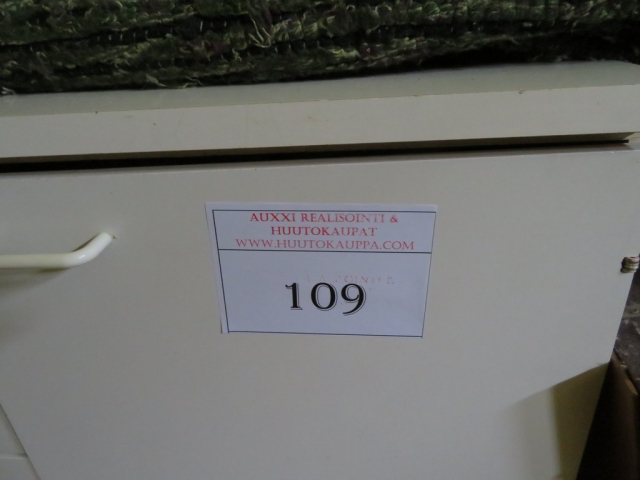 AUXXI REALISOINTI &
HUUTOKAUPAT
WWW.HUUTOKAUPPA.COM
109